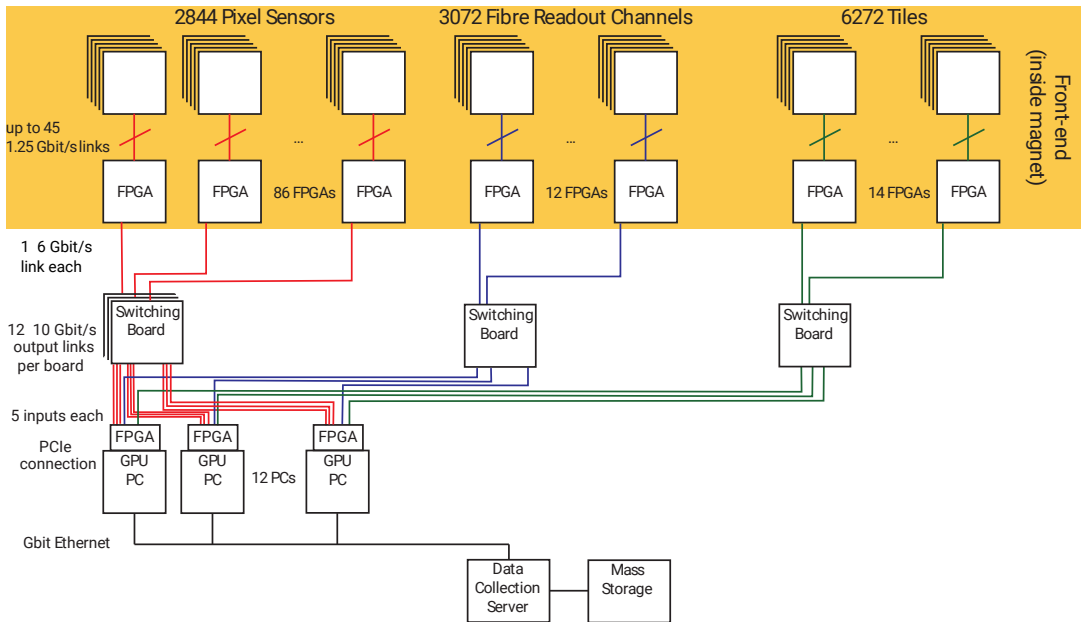 2844 Pixel Sensors
3072 Fibre Readout Channels
6272 Tiles
Front-end
(inside magnet)
up to 45
1.25 Gbit/s links
...
...
...
FPGA
FPGA
86 FPGAs
FPGA
FPGA
12 FPGAs
FPGA
FPGA
14 FPGAs
FPGA
1 6 Gbit/s
link each
Switching
Board
Switching
Board
Switching
Board
12 10 Gbit/s
output links
per board
5 inputs each
FPGA
FPGA
FPGA
PCIe
connection
GPU
PC
GPU
PC
12 PCs
GPU
PC
Gbit Ethernet
Data
Collection
Server
Mass
Storage